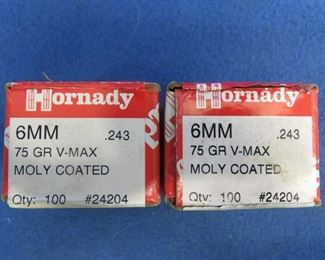 Hornady
6MM .243
75 GR V-MAX
MOLY COATED
Qty: 100 #24204
Hornady
6MM .243
75 GR V-MAX
MOLY COATED
Qty: 100 #24204